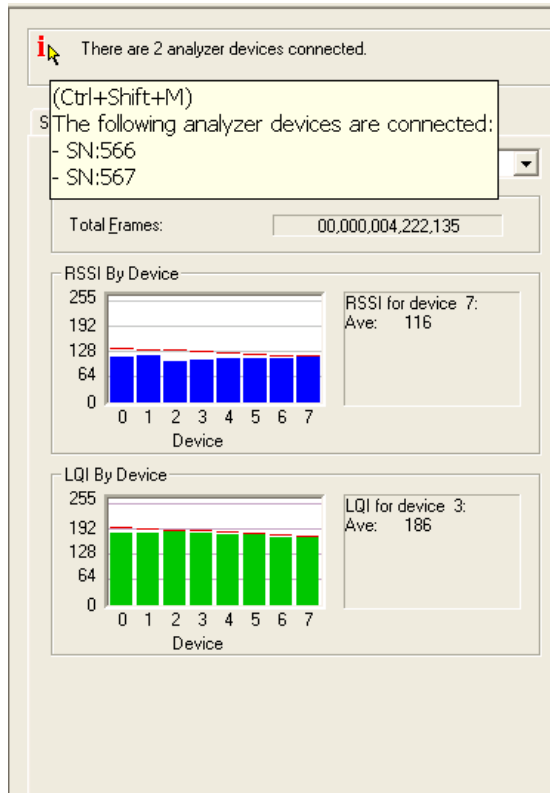 There are 2 analyzer devices connected.
(Ctrl+Shift+M)
The following analyzer devices are connected:
- SN:566
- SN:567
S
Total Frames: 00,000,004,222,135
RSSI By Device
255
192
128
64
0
0 1 2 3 4 5 6 7
Device
RSSI for device 7:
Ave: 116
LQI By Device
255
192
128
64
0
0 1 2 3 4 5 6 7
Device
LQI for device 3:
Ave: 186